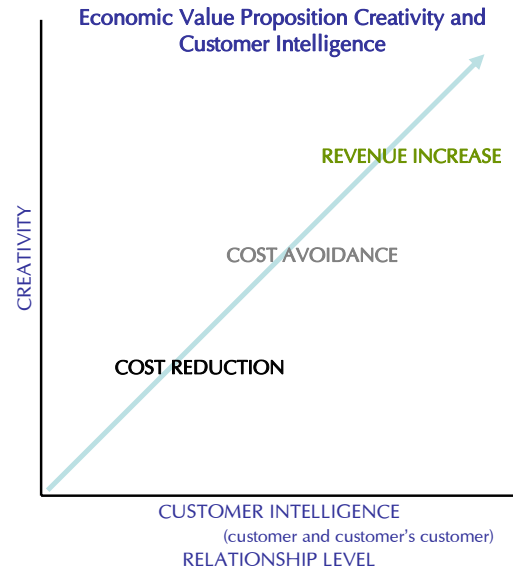 Economic Value Proposition Creativity and
Customer Intelligence
REVENUE INCREASE
COST AVOIDANCE
CREATIVITY
COST REDUCTION
CUSTOMER INTELLIGENCE
(customer and customer's customer)
RELATIONSHIP LEVEL